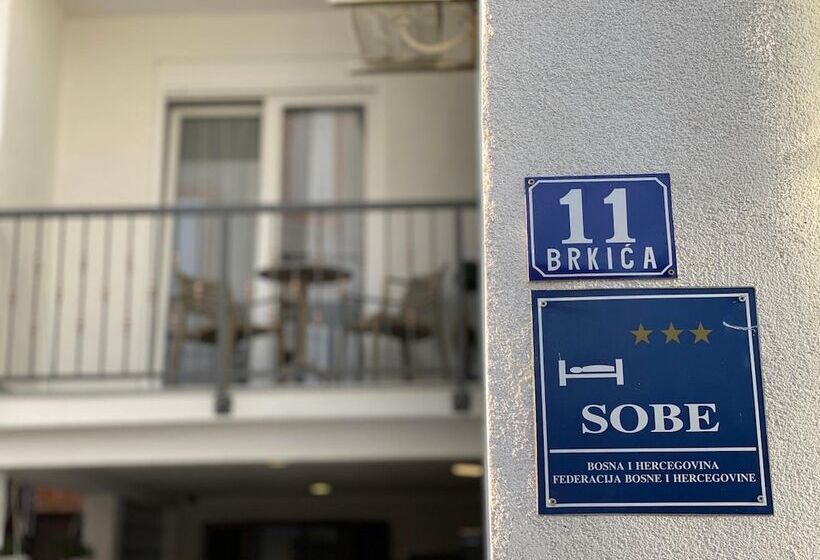 11
BRKIĆA
SOBE
BOSNA I HERCEGOVINA
FEDERACIJA BOSNE I HERCEGOVINE